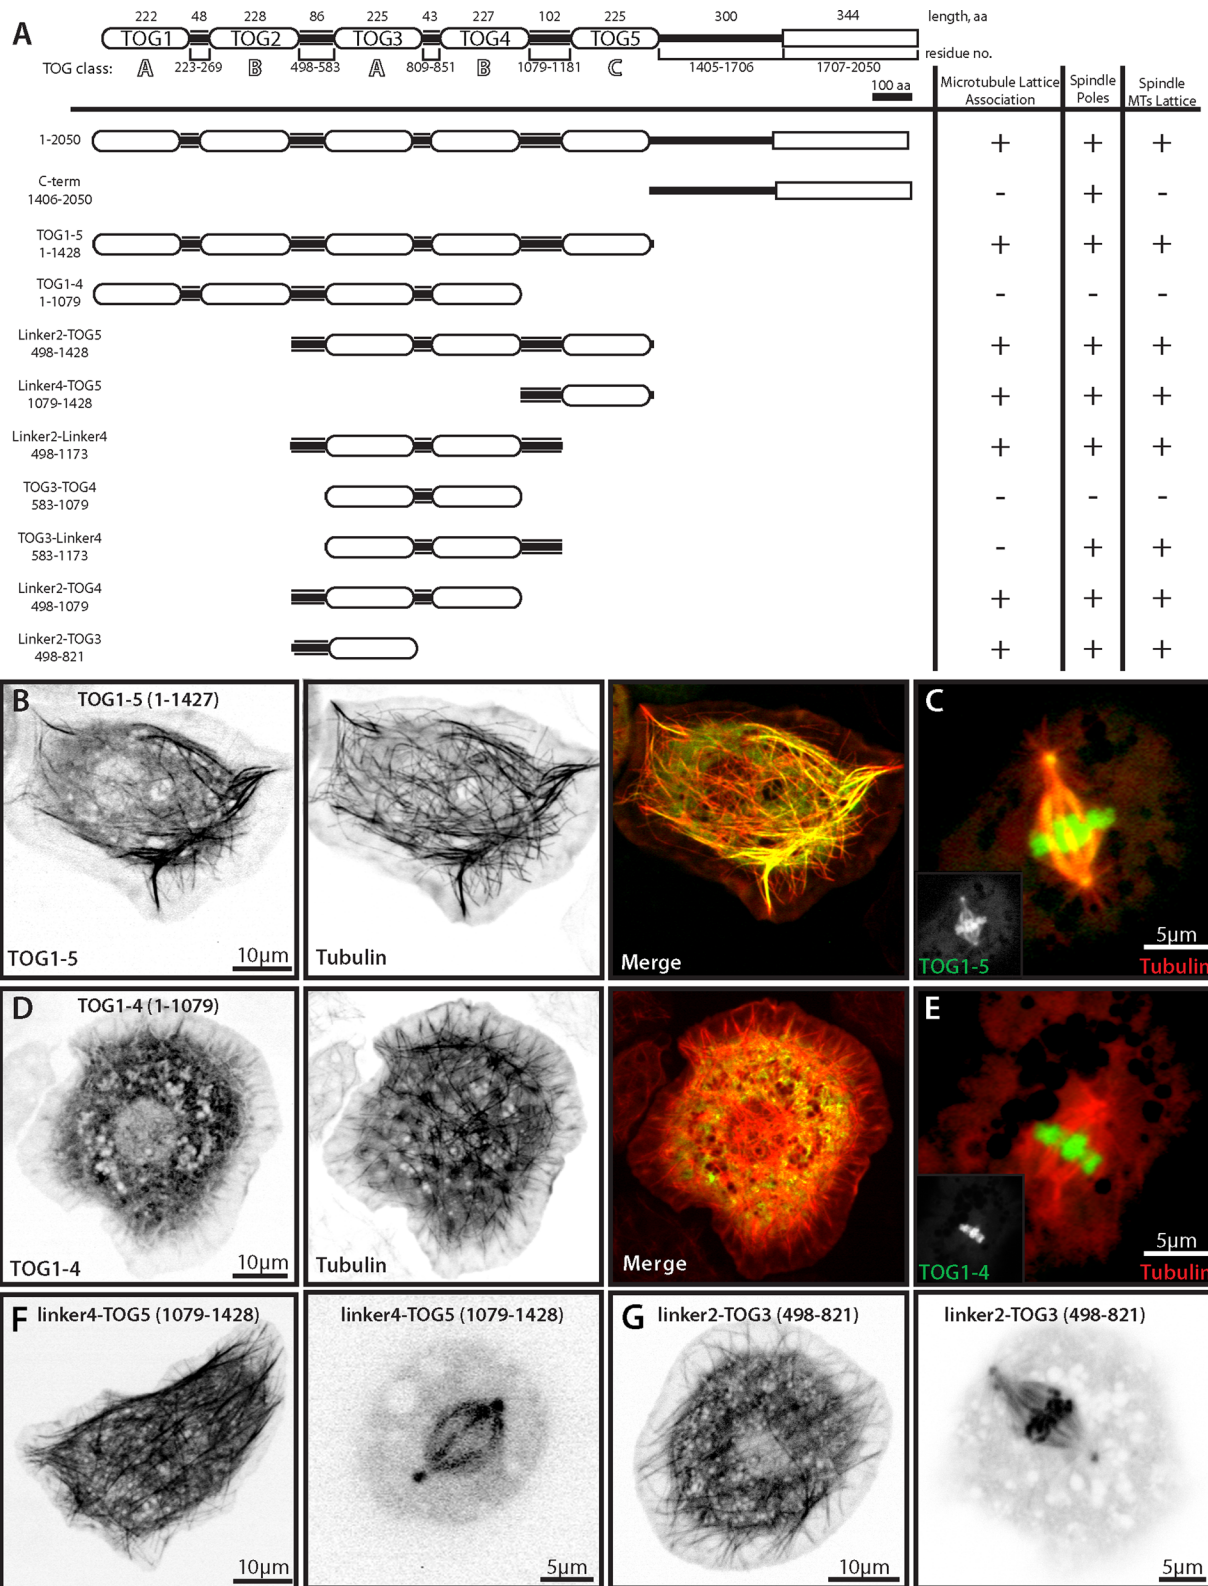 A
222 48 228 86 225 43 227 102 225 300 344 length, aa
TOG1 TOG2 TOG3 TOG4 TOG5
residue no.
TOG class: A 223-269 B 498-583 A 809-851 B 1079-1181 C 1405-1706 1707-2050
100 aa
Microtubule Lattice Association
Spindle Poles
Spindle MTs Lattice
1-2050 + + +
C-term
1406-2050 - + -
TOG1-5
1-1428 + + +
TOG1-4
1-1079 - - -
Linker2-TOG5
498-1428 + + +
Linker4-TOG5
1079-1428 + + +
Linker2-Linker4
498-1173 + + +
TOG3-TOG4
583-1079 - - -
TOG3-Linker4
583-1173 - + +
Linker2-TOG4
498-1079 + + +
Linker2-TOG3
498-821 + + +
B TOG1-5 (1-1427)
TOG1-5 10µm
Tubulin
Merge
C
5µm
TOG1-5 Tubulin
D TOG1-4 (1-1079)
TOG1-4 10µm
Tubulin
Merge
E
5µm
TOG1-4 Tubulin
F linker4-TOG5 (1079-1428)
10µm
linker4-TOG5 (1079-1428)
5µm
G linker2-TOG3 (498-821)
10µm
linker2-TOG3 (498-821)
5µm